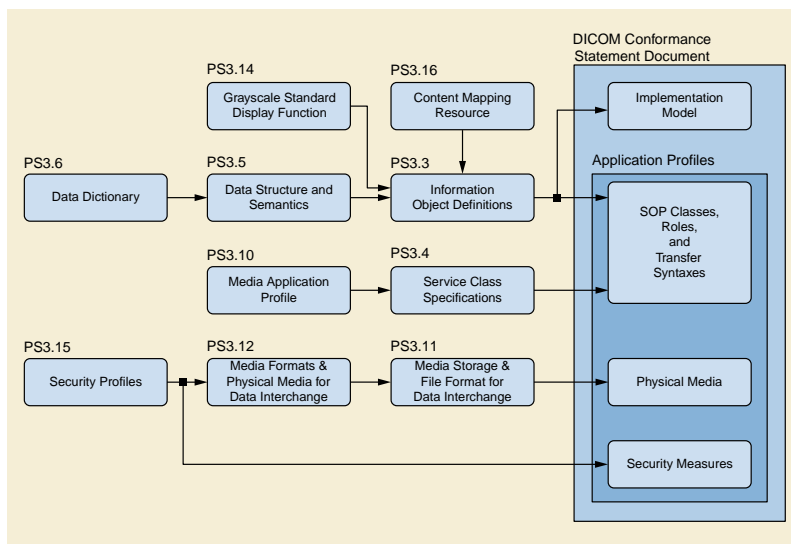 DICOM Conformance
Statement Document
PS3.14
PS3.16
Grayscale Standard
Display Function
Content Mapping
Resource
Implementation
Model
PS3.6
PS3.5
PS3.3
Application Profiles
Data Dictionary
Data Structure and
Semantics
Information
Object Definitions
SOP Classes,
Roles,
and
Transfer
Syntaxes
PS3.10
PS3.4
Media Application
Profile
Service Class
Specifications
PS3.15
PS3.12
PS3.11
Security Profiles
Media Formats &
Physical Media for
Data Interchange
Media Storage &
File Format for
Data Interchange
Physical Media
Security Measures